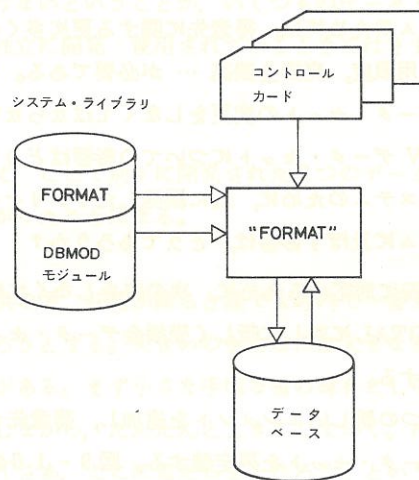 コントロール
カード
システム・ライブラリ
FORMAT
DBMOD
モジュール
"FORMAT"
データ
ベース